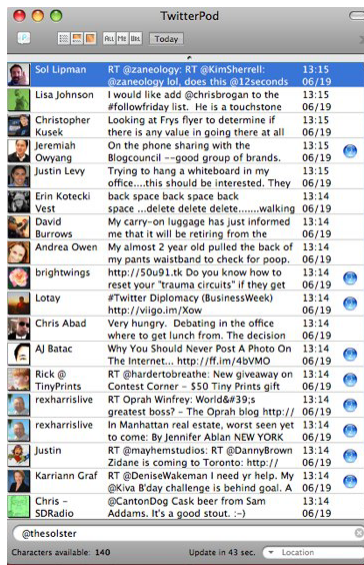 TwitterPod
ALL Me URLs Today
Sol Lipman RT @zaneology: RT @KimSherrell: 13:15
@zaneology lol, does this @12seconds 06/19
Lisa Johnson I would like add @chrisbrogan to the 13:15
#followfriday list. He is a touchstone 06/19
Christopher Looking at Frys flyer to determine if 13:15
Kusek there is any value in going there at all 06/19
Jeremiah On the phone sharing with the 13:15
Owyang Blogcouncil --good group of brands. 06/19
Justin Levy Trying to hang a whiteboard in my 13:15
office....this should be interested. They 06/19
Erin Kotecki back space back space back 13:14
Vest space ...delete delete delete.......walking 06/19
David My carry-on luggage has just informed 13:14
Burrows me that it will be retiring from the 06/19
Andrea Owen My almost 2 year old pulled the back of 13:14
my pants waistband to check for poop. 06/19
brightwings http://50u91.tk Do you know how to 13:14
reset your "trauma circuits" if they get 06/19
Lotay #Twitter Diplomacy (BusinessWeek) 13:14
http://viigo.im/Xow 06/19
Chris Abad Very hungry. Debating in the office 13:14
where to get lunch from. The decision 06/19
AJ Batac Why You Should Never Post A Photo On 13:14
The Internet... http://ff.im/4bVMO 06/19
Rick @ RT @hardertobreathe: New giveaway on 13:14
TinyPrints Contest Corner - $50 Tiny Prints gift 06/19
rexharrislive RT Oprah Winfrey: World&#39;s 13:14
greatest boss? - The Oprah blog http:// 06/19
rexharrislive In Manhattan real estate, worst seen yet 13:14
to come: By Jennifer Ablan NEW YORK 06/19
Justin RT @mayhemstudios: RT @DannyBrown 13:14
Zidane is coming to Toronto: http:// 06/19
Karriann Graf RT @DeniseWakeman I need yr help. My 13:14
@Kiva B'day challenge is behind goal. A 06/19
Chris - @CantonDog Cask beer from Sam 13:14
SDRadio Adams. It's a good stout. :-) 06/19
@thesolster
Characters available: 140 Update in 43 sec. Location